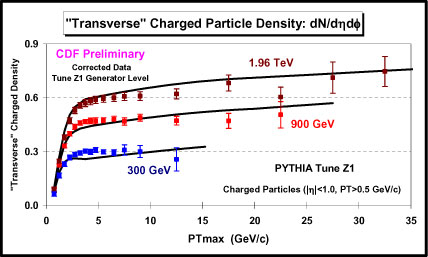 "Transverse" Charged Particle Density: dN/dηdϕ
CDF Preliminary
Corrected Data
Tune Z1 Generator Level
1.96 TeV
900 GeV
300 GeV
PYTHIA Tune Z1
Charged Particles (|η|<1.0, PT>0.5 GeV/c)
"Transverse" Charged Density
0.9
0.6
0.3
0.0
0 5 10 15 20 25 30 35
PTmax (GeV/c)